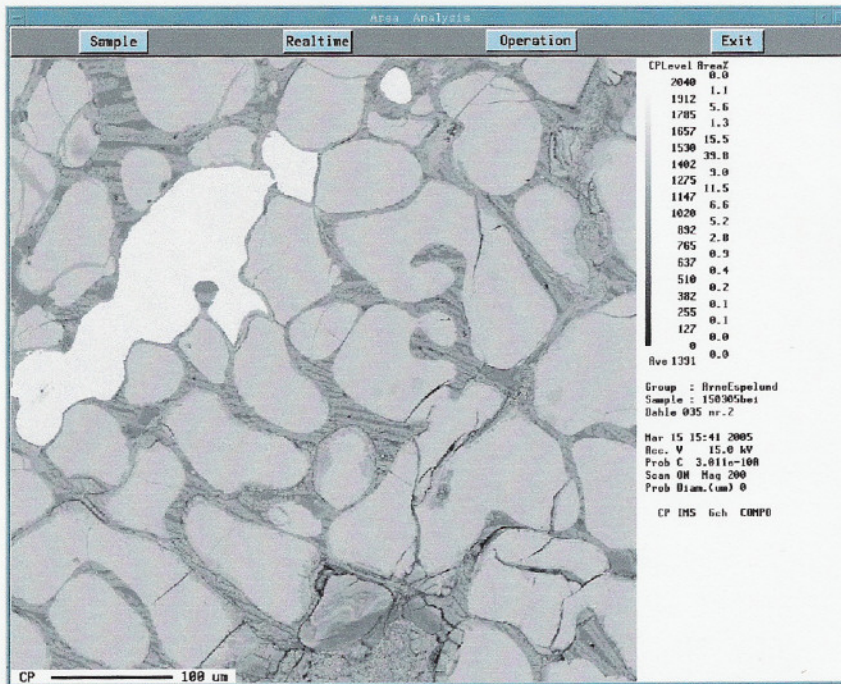 Area Analysis
Sample Realtime Operation Exit
CPLevel Area%
0.0
2040
1.1
1912
5.6
1785
1.3
1657
15.5
1530
39.8
1402
9.0
1275
11.5
1147
6.6
1020
5.2
892
2.8
765
0.9
637
0.4
510
0.2
382
0.1
255
0.1
127
0.0
0
0.0
Ave 1391
Group : ArneEspelund
Sample : 150305bei
Dahle 035 nr.2
Mar 15 15:41 2005
Acc. V 15.0 kV
Prob C 3.011e-10A
Scan ON Mag 200
Prob Diam.(um) 0
CP IMS Gch COMPO
CP 100 um